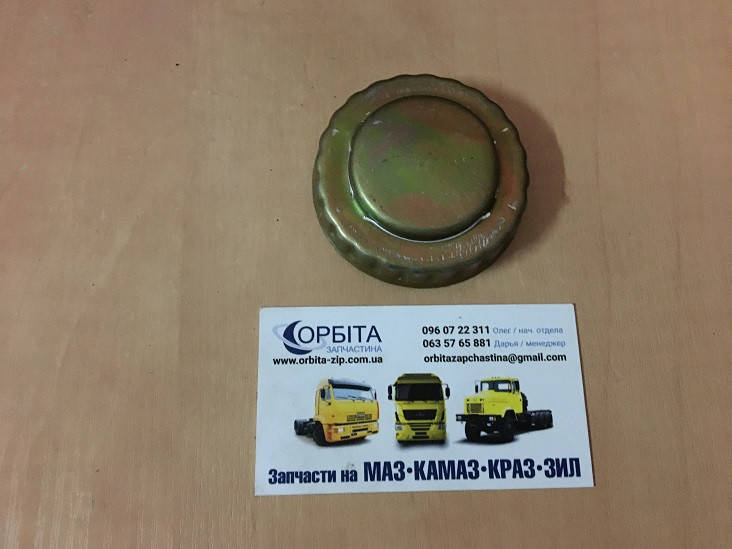 ОРБІТА
ЗАПЧАСТИНА
www.orbita-zip.com.ua
096 07 22 311 Олег / нач. отдела
063 57 65 881 Дарья / менеджер
orbitazapchastina@gmail.com
Запчасти на МАЗ·КАМАЗ·КРАЗ·ЗИЛ